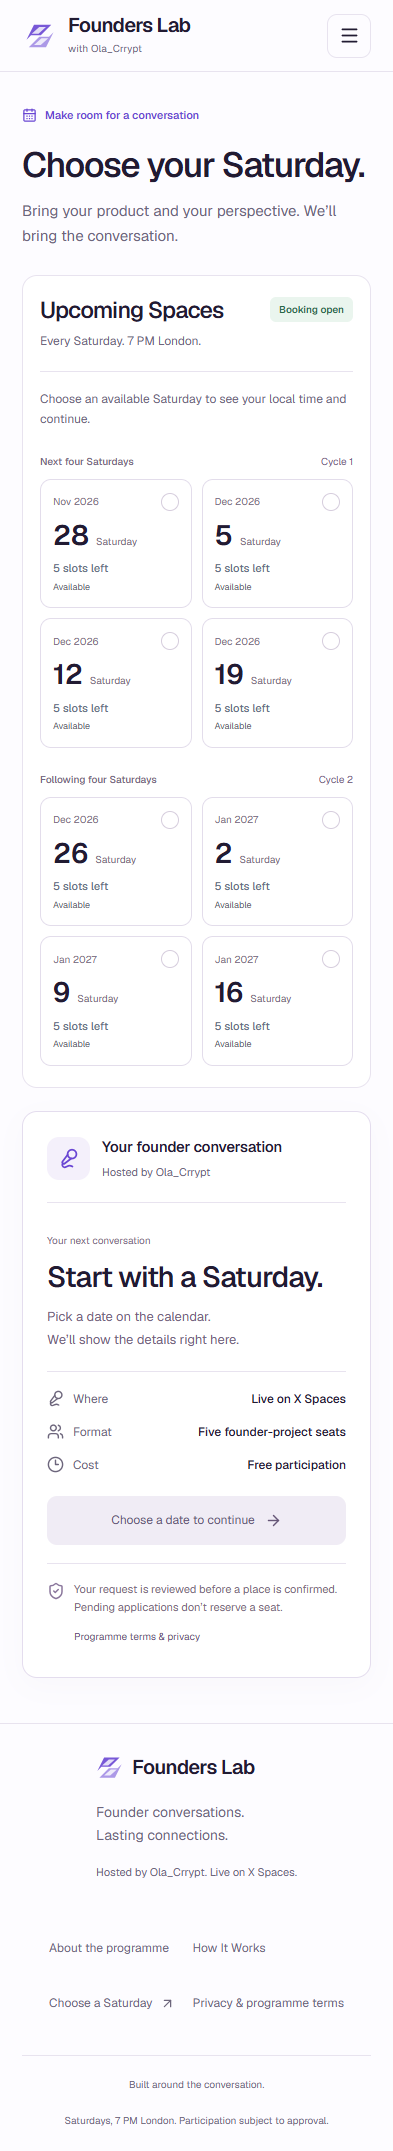 Founders Lab
with Ola_Crrypt
Make room for a conversation
Choose your Saturday.
Bring your product and your perspective. We'll
bring the conversation.
Upcoming Spaces
Booking open
Every Saturday. 7 PM London.
Choose an available Saturday to see your local time and
continue.
Next four Saturdays
Cycle 1
Nov 2026
28 Saturday
5 slots left
Available
Dec 2026
5 Saturday
5 slots left
Available
Dec 2026
12 Saturday
5 slots left
Available
Dec 2026
19 Saturday
5 slots left
Available
Following four Saturdays
Cycle 2
Dec 2026
26 Saturday
5 slots left
Available
Jan 2027
2 Saturday
5 slots left
Available
Jan 2027
9 Saturday
5 slots left
Available
Jan 2027
16 Saturday
5 slots left
Available
Your founder conversation
Hosted by Ola_Crrypt
Your next conversation
Start with a Saturday.
Pick a date on the calendar.
We'll show the details right here.
Where
Live on X Spaces
Format
Five founder-project seats
Cost
Free participation
Choose a date to continue
Your request is reviewed before a place is confirmed.
Pending applications don't reserve a seat.
Programme terms & privacy
Founders Lab
Founder conversations.
Lasting connections.
Hosted by Ola_Crrypt. Live on X Spaces.
About the programme
How It Works
Choose a Saturday
Privacy & programme terms
Built around the conversation.
Saturdays, 7 PM London. Participation subject to approval.